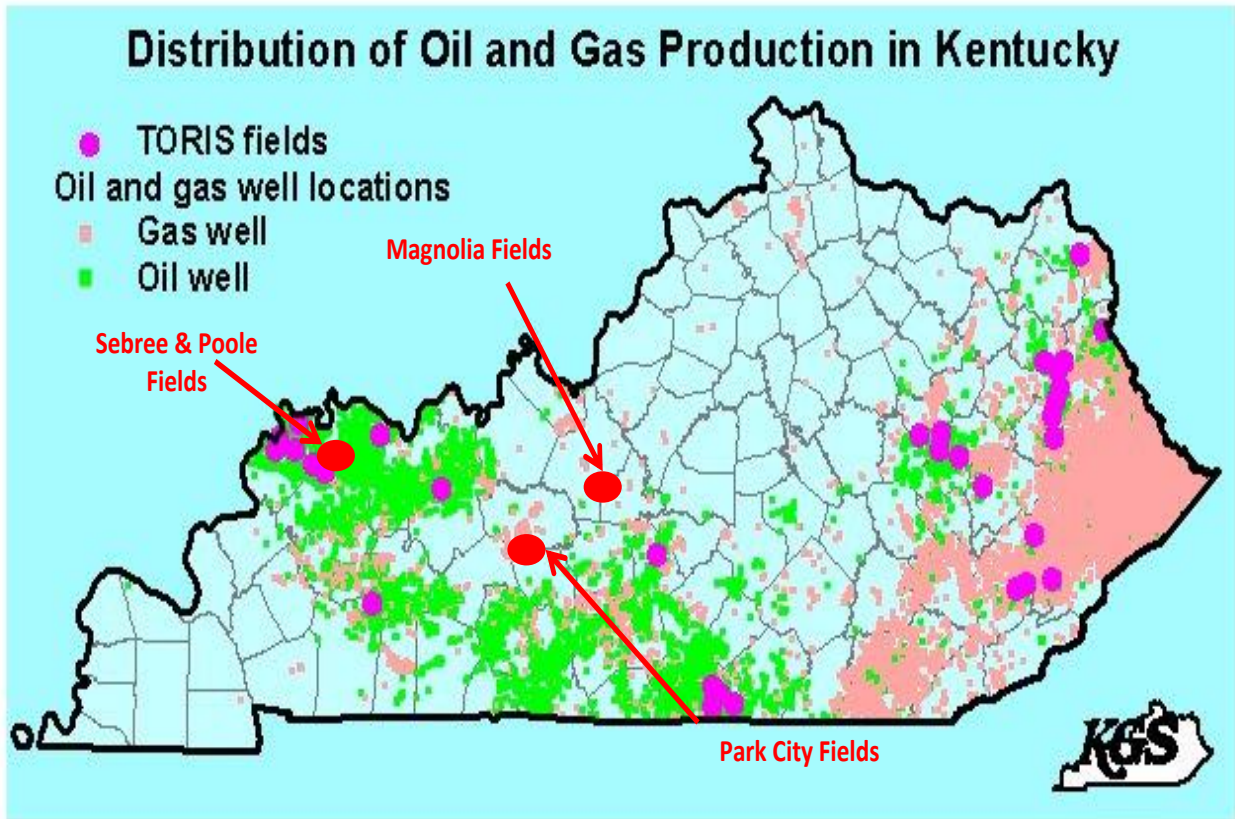 Distribution of Oil and Gas Production in Kentucky
TORIS fields
Oil and gas well locations
Gas well
Oil well
Magnolia Fields
Sebree & Poole
Fields
Park City Fields
KGS